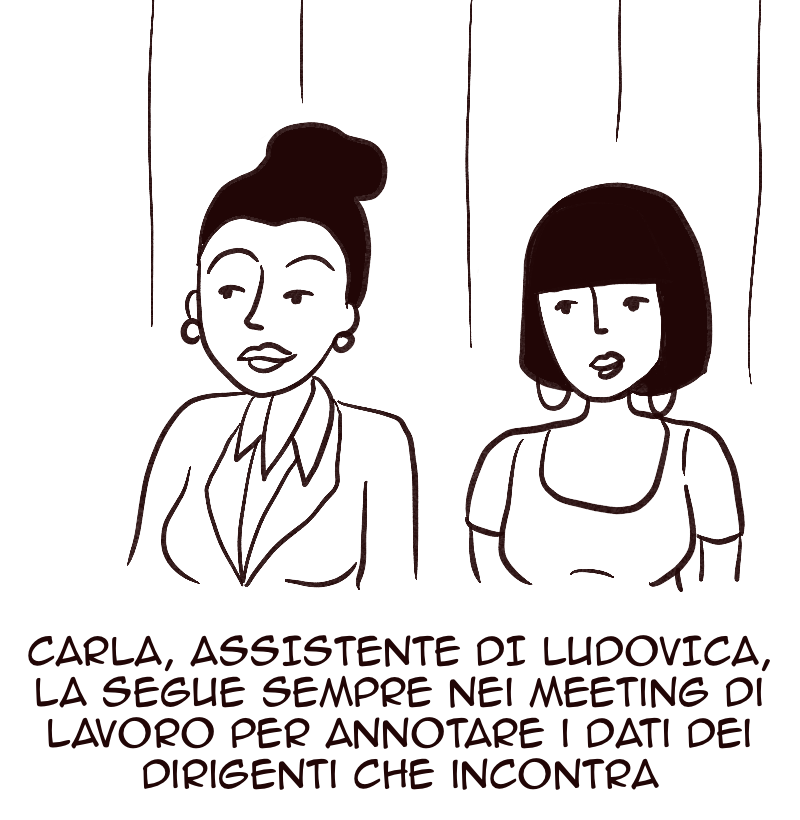 CARLA, ASSISTENTE DI LUDOVICA,
LA SEGUE SEMPRE NEI MEETING DI
LAVORO PER ANNOTARE I DATI DEI
DIRIGENTI CHE INCONTRA